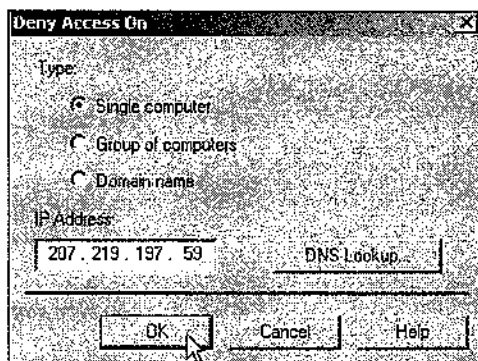 Deny Access On
Type:
Single computer
Group of computers
Domain name
IP Address:
207 . 219 . 197 . 59
DNS Lookup...
OK Cancel Help